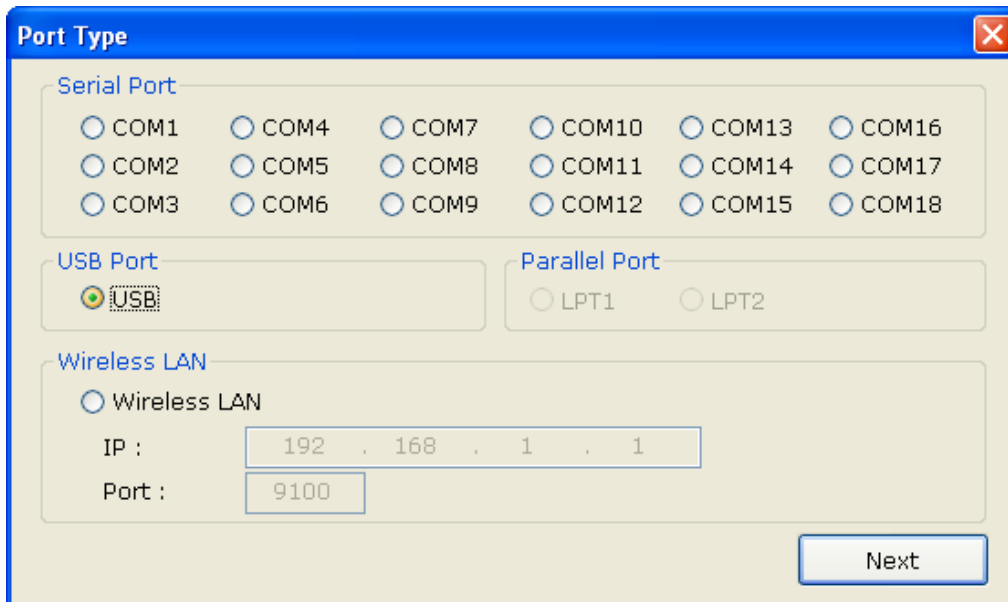 Port Type
Serial Port
COM1 COM4 COM7 COM10 COM13 COM16
COM2 COM5 COM8 COM11 COM14 COM17
COM3 COM6 COM9 COM12 COM15 COM18
USB Port Parallel Port
USB LPT1 LPT2
Wireless LAN
Wireless LAN
IP : 192 . 168 . 1 . 1
Port : 9100
Next